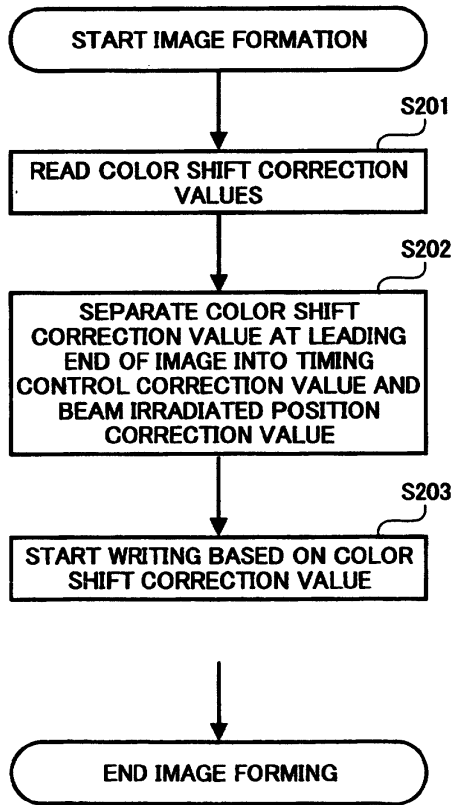 START IMAGE FORMATION
S201
READ COLOR SHIFT CORRECTION
VALUES
S202
SEPARATE COLOR SHIFT
CORRECTION VALUE AT LEADING
END OF IMAGE INTO TIMING
CONTROL CORRECTION VALUE AND
BEAM IRRADIATED POSITION
CORRECTION VALUE
S203
START WRITING BASED ON COLOR
SHIFT CORRECTION VALUE
END IMAGE FORMING